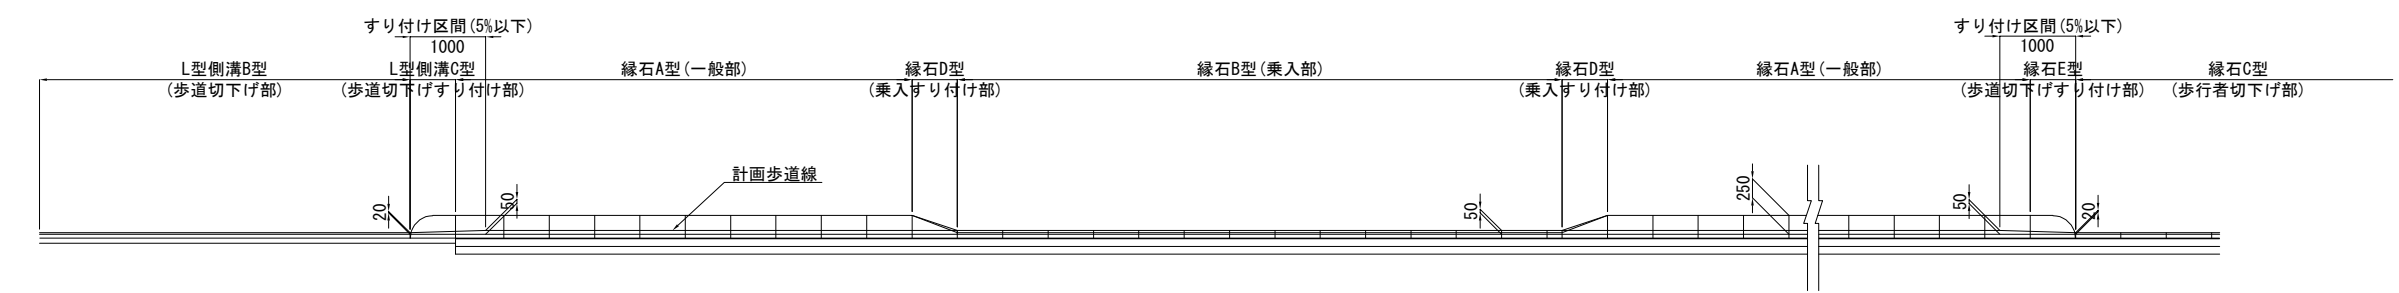 すり付け区間(5%以下)
すり付け区間(5%以下)
1000
1000
L型側溝B型
L型側溝C型
縁石A型(一般部)
縁石D型
縁石B型(乗入部)
縁石D型
縁石A型(一般部)
縁石E型
縁石C型
(歩道切下げ部)
(歩道切下げすり付け部)
(乗入すり付け部)
(乗入すり付け部)
(歩道切下げすり付け部)
(歩行者切下げ部)
計画歩道線
20
50
50
250
50
20